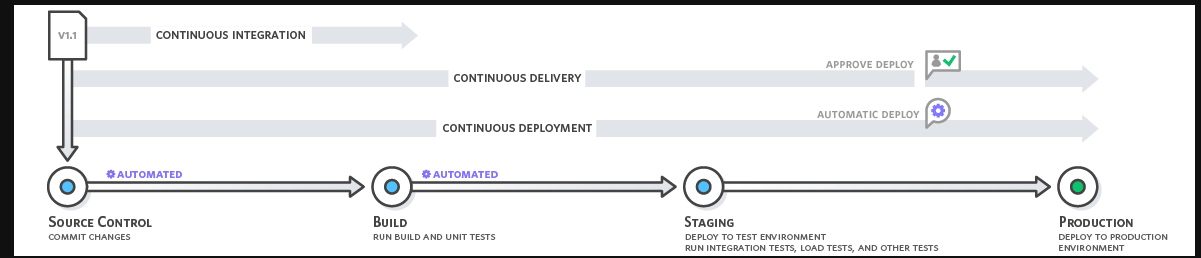 V1.1
CONTINUOUS INTEGRATION
CONTINUOUS DELIVERY
APPROVE DEPLOY
CONTINUOUS DEPLOYMENT
AUTOMATIC DEPLOY
AUTOMATED
AUTOMATED
SOURCE CONTROL
COMMIT CHANGES
BUILD
RUN BUILD AND UNIT TESTS
STAGING
DEPLOY TO TEST ENVIRONMENT
RUN INTEGRATION TESTS, LOAD TESTS, AND OTHER TESTS
PRODUCTION
DEPLOY TO PRODUCTION
ENVIRONMENT